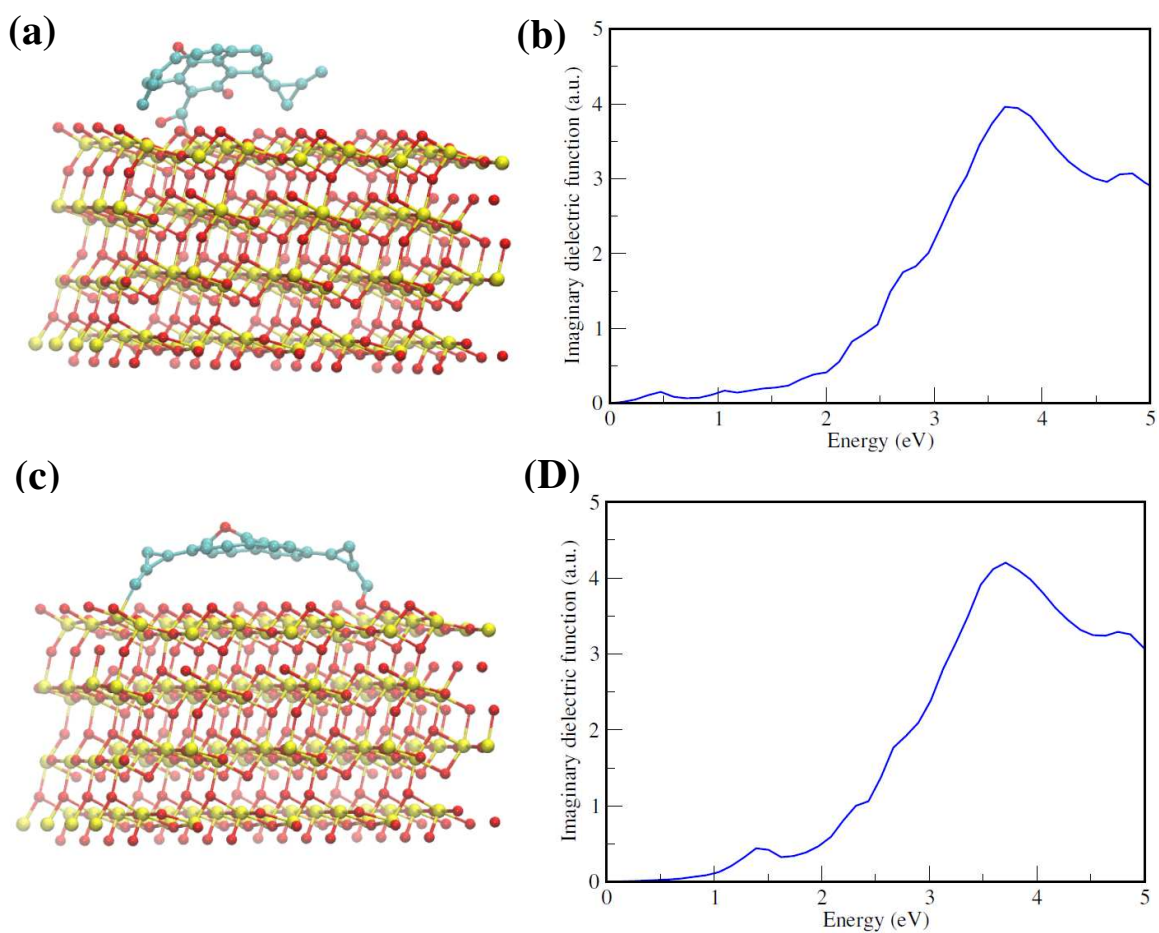 (a)
(b)
5
4
3
2
1
0
Imaginary dielectric function (a.u.)
0 1 2 3 4 5
Energy (eV)
(c)
(D)
5
4
3
2
1
0
Imaginary dielectric function (a.u.)
0 1 2 3 4 5
Energy (eV)